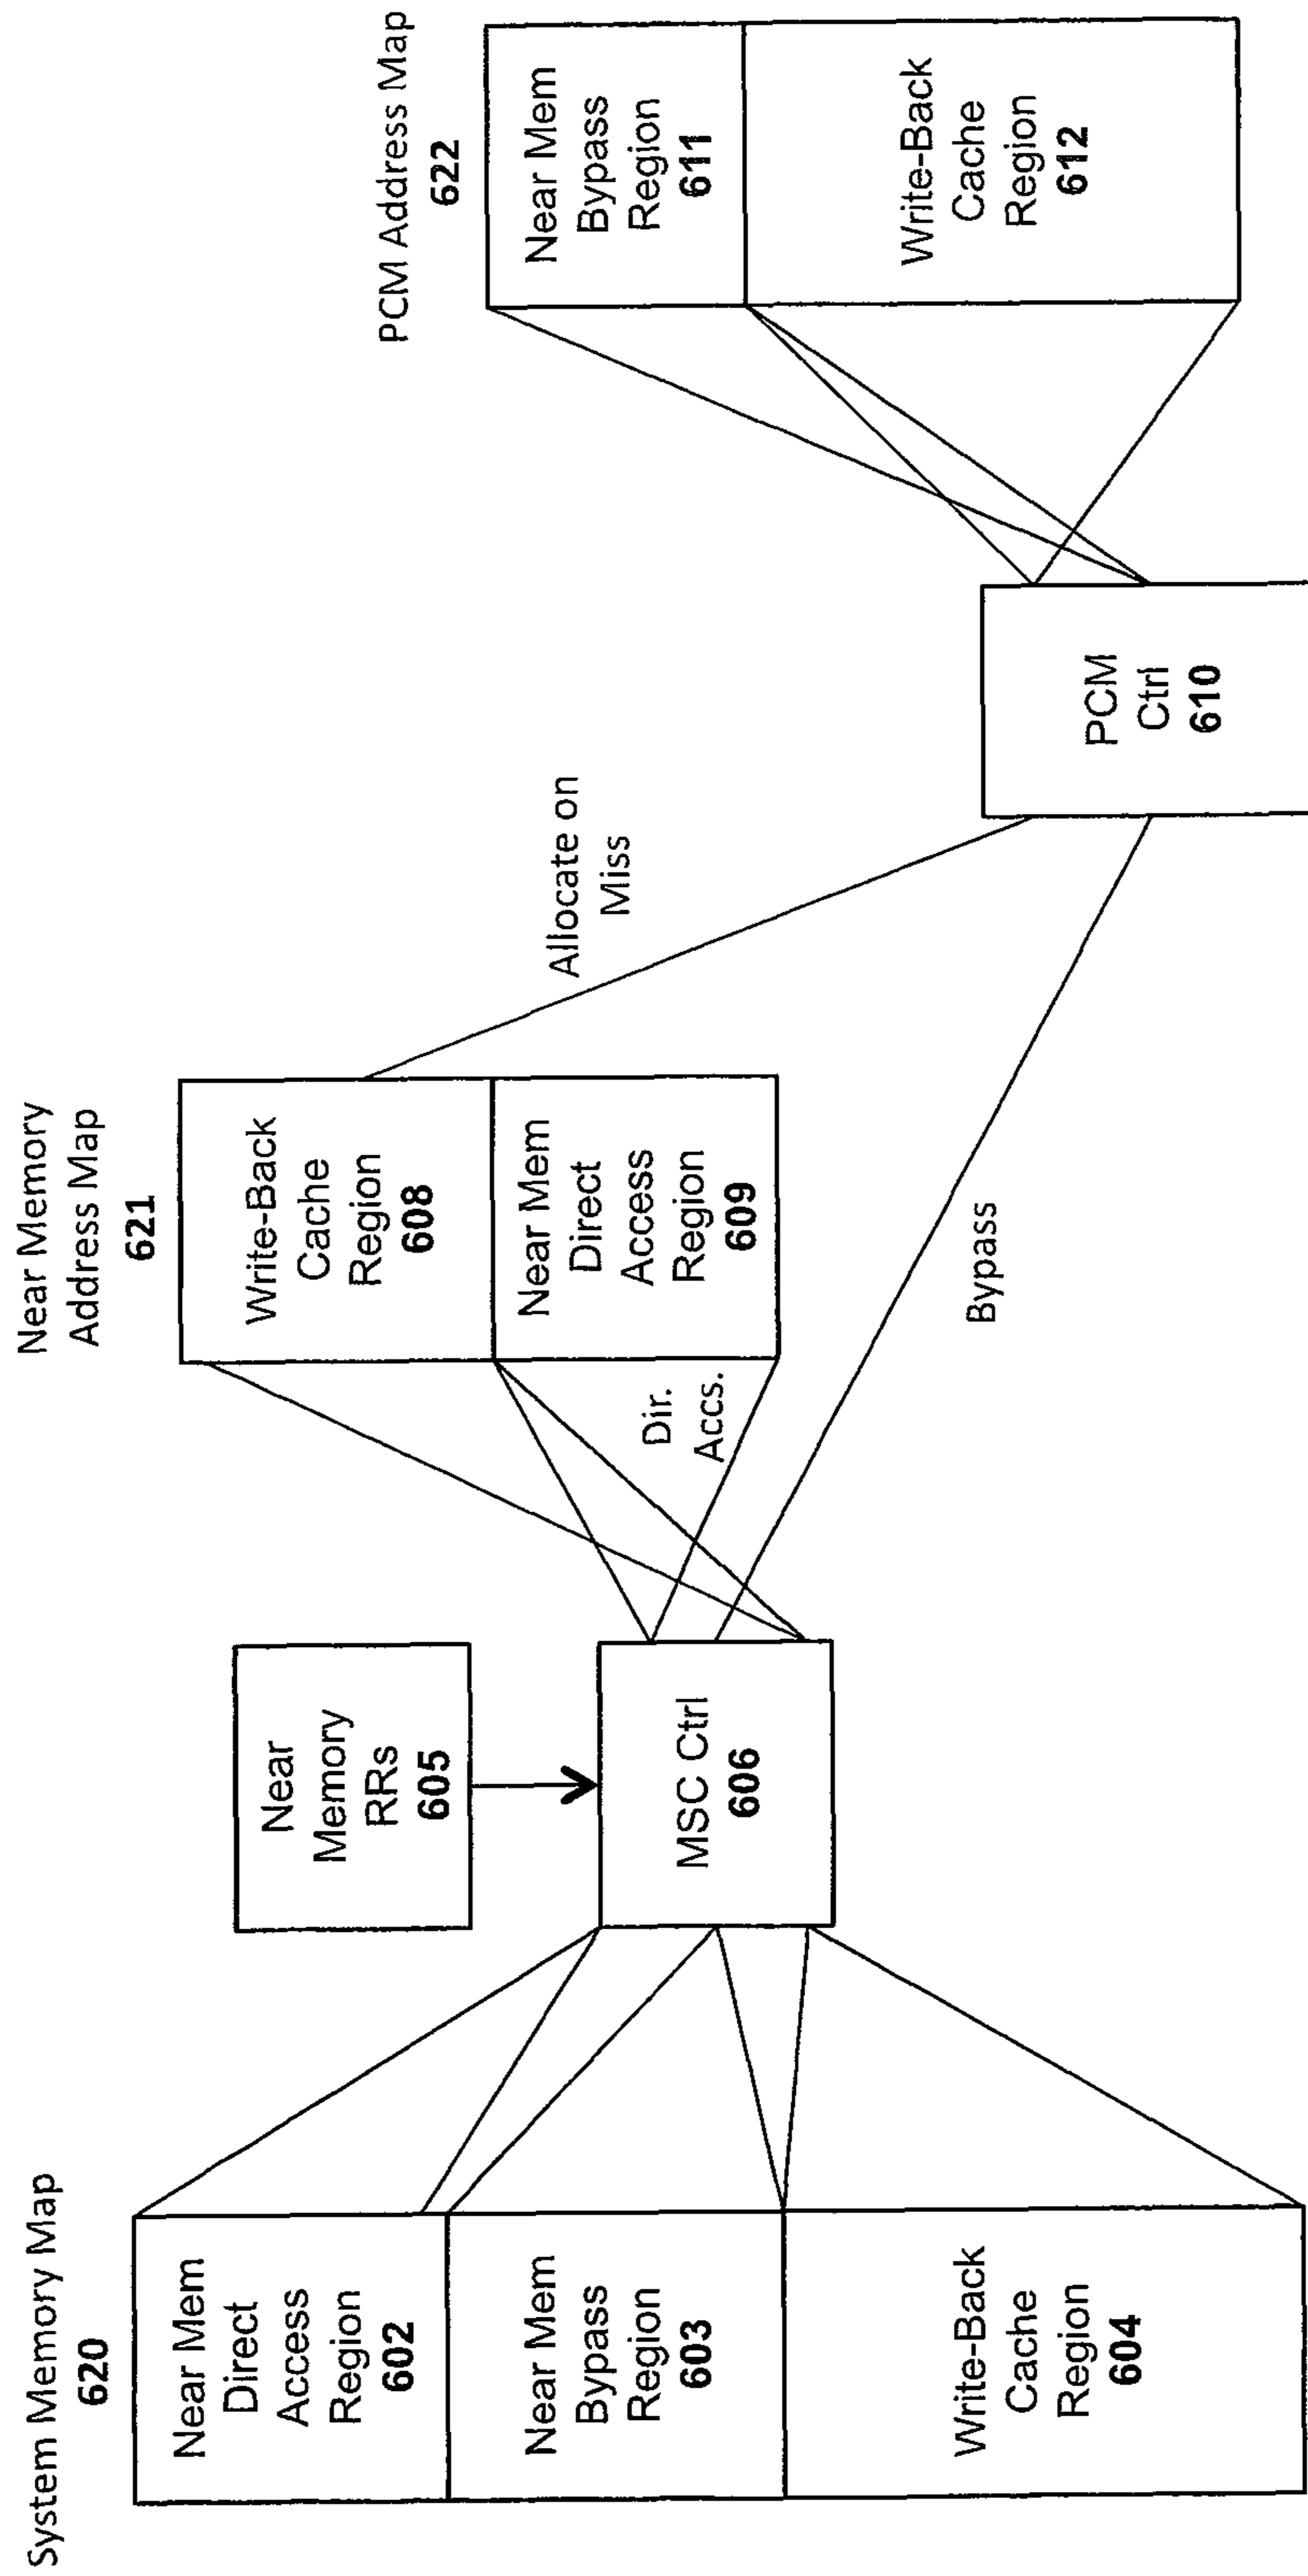 System Memory Map
620
Near Mem
Direct
Access
Region
602
Near Mem
Bypass
Region
603
Write-Back
Cache
Region
604
Near
Memory
RRs
605
MSC Ctrl
606
Near Memory
Address Map
621
Write-Back
Cache
Region
608
Near Mem
Direct
Access
Region
609
Dir.
Accs.
Allocate on
Miss
Bypass
PCM
Ctrl
610
PCM Address Map
622
Near Mem
Bypass
Region
611
Write-Back
Cache
Region
612